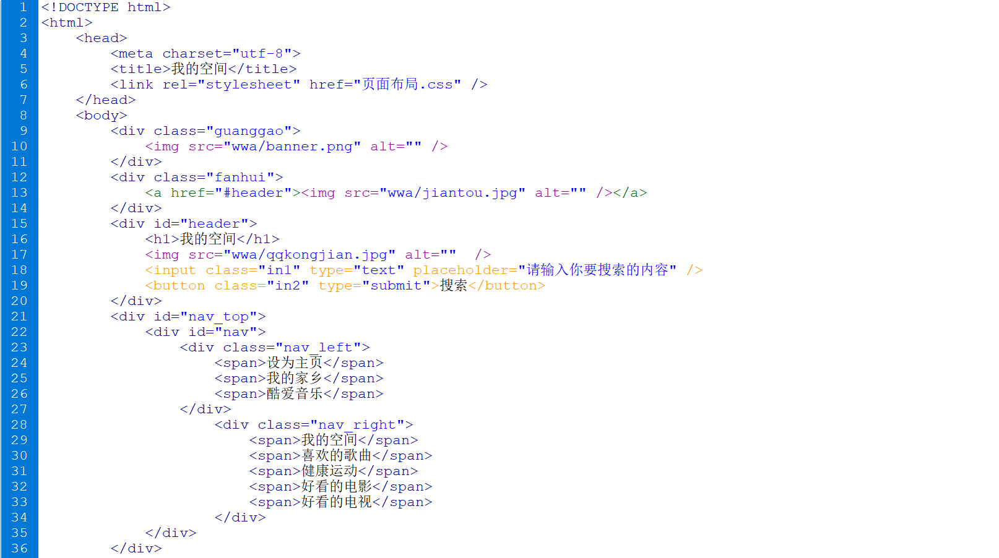 1 <!DOCTYPE html>
2 <html>
3     <head>
4         <meta charset="utf-8">
5         <title>我的空间</title>
6         <link rel="stylesheet" href="页面布局.css" />
7     </head>
8     <body>
9         <div class="guanggao">
10             <img src="wwa/banner.png" alt="" />
11         </div>
12         <div class="fanhui">
13             <a href="#header"><img src="wwa/jiantou.jpg" alt="" /></a>
14         </div>
15         <div id="header">
16             <h1>我的空间</h1>
17             <img src="wwa/qqkongjian.jpg" alt=""  />
18             <input class="in1" type="text" placeholder="请输入你要搜索的内容" />
19             <button class="in2" type="submit">搜索</button>
20         </div>
21         <div id="nav_top">
22             <div id="nav">
23                 <div class="nav_left">
24                     <span>设为主页</span>
25                     <span>我的家乡</span>
26                     <span>酷爱音乐</span>
27                 </div>
28                     <div class="nav_right">
29                         <span>我的空间</span>
30                         <span>喜欢的歌曲</span>
31                         <span>健康运动</span>
32                         <span>好看的电影</span>
33                         <span>好看的电视</span>
34                     </div>
35             </div>
36         </div>